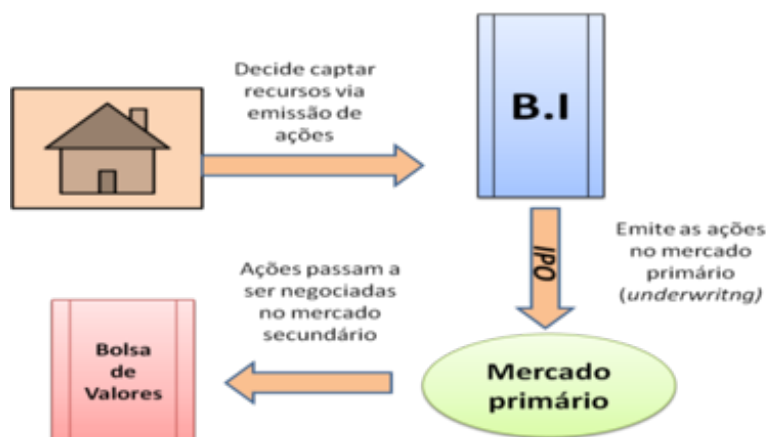 Decide captar
recursos via
emissão de
ações
B.I
IPO
Emite as ações
no mercado
primário
(underwritng)
Mercado
primário
Ações passam a
ser negociadas
no mercado
secundário
Bolsa
de
Valores